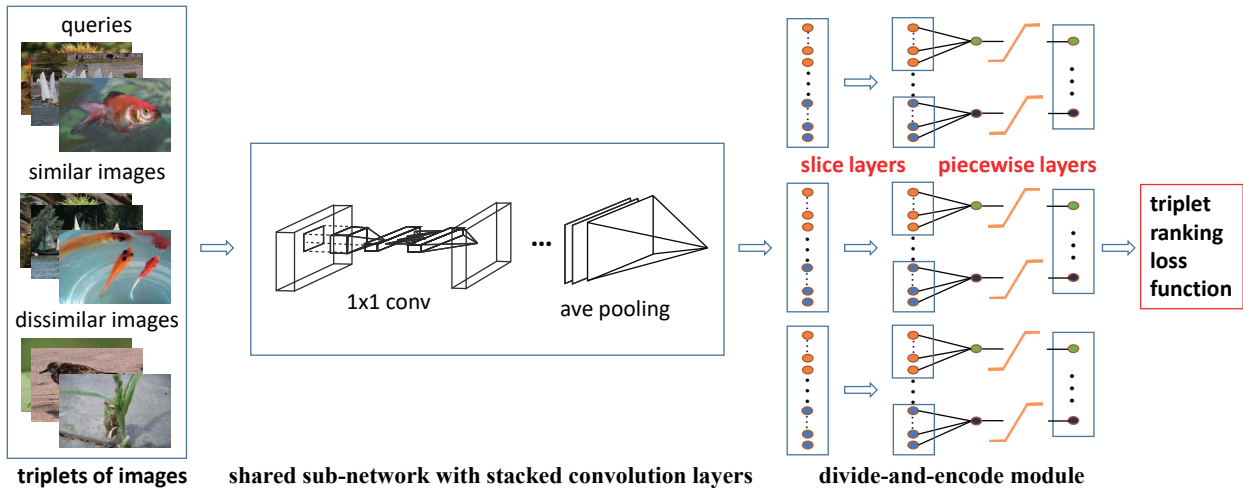 queries
similar images
dissimilar images
triplets of images
1x1 conv
...
ave pooling
shared sub-network with stacked convolution layers
slice layers
piecewise layers
divide-and-encode module
triplet
ranking
loss
function